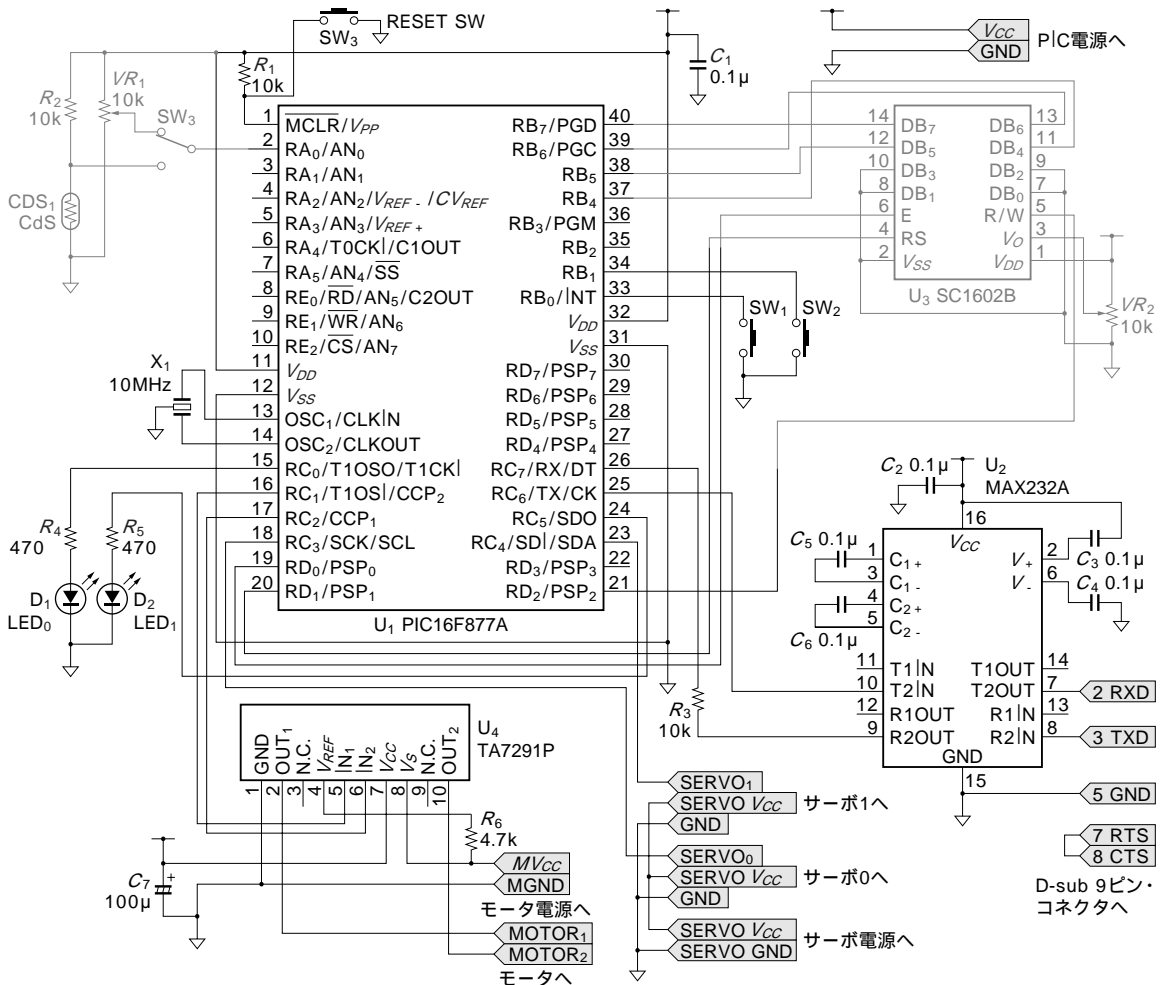 RESET SW
SW3
VCC
GND
PIC電源へ
R1
10k
C1
0.1μ
R2
10k
VR1
10k
SW3
CDS1
CdS
1 MCLR/VPP
2 RA0/AN0
3 RA1/AN1
4 RA2/AN2/VREF-/CVREF
5 RA3/AN3/VREF+
6 RA4/T0CKI/C1OUT
7 RA5/AN4/SS
8 RE0/RD/AN5/C2OUT
9 RE1/WR/AN6
10 RE2/CS/AN7
11 VDD
12 VSS
13 OSC1/CLKIN
14 OSC2/CLKOUT
15 RC0/T1OSO/T1CKI
16 RC1/T1OSI/CCP2
17 RC2/CCP1
18 RC3/SCK/SCL
19 RD0/PSP0
20 RD1/PSP1
RB7/PGD 40
RB6/PGC 39
RB5 38
RB4 37
RB3/PGM 36
RB2 35
RB1 34
RB0/INT 33
VDD 32
VSS 31
RD7/PSP7 30
RD6/PSP6 29
RD5/PSP5 28
RD4/PSP4 27
RC7/RX/DT 26
RC6/TX/CK 25
RC5/SDO 24
RC4/SDI/SDA 23
RD3/PSP3 22
RD2/PSP2 21
U1 PIC16F877A
X1
10MHz
R4
470
R5
470
D1
LED0
D2
LED1
SW1
SW2
14 DB7 DB6 13
12 DB5 DB4 11
10 DB3 DB2 9
8 DB1 DB0 7
6 E R/W 5
4 RS VO 3
2 VSS VDD 1
U3 SC1602B
VR2
10k
C2 0.1μ
U2
MAX232A
16
VCC
C5 0.1μ
1 C1+ V+ 2
C3 0.1μ
3 C1- V- 6
C4 0.1μ
4 C2+
5 C2-
C6 0.1μ
11 T1IN T1OUT 14
10 T2IN T2OUT 7
12 R1OUT R1IN 13
9 R2OUT R2IN 8
GND
15
2 RXD
3 TXD
5 GND
7 RTS
8 CTS
D-sub 9ピン・
コネクタへ
R3
10k
U4
TA7291P
GND
OUT1
N.C.
VREF
IN1
IN2
VCC
VS
N.C.
OUT2
1 2 3 4 5 6 7 8 9 10
R6
4.7k
C7
100μ
+
MVCC
MGND
モータ電源へ
MOTOR1
MOTOR2
モータへ
SERVO1
SERVO VCC
GND
サーボ1へ
SERVO0
SERVO VCC
GND
サーボ0へ
SERVO VCC
SERVO GND
サーボ電源へ